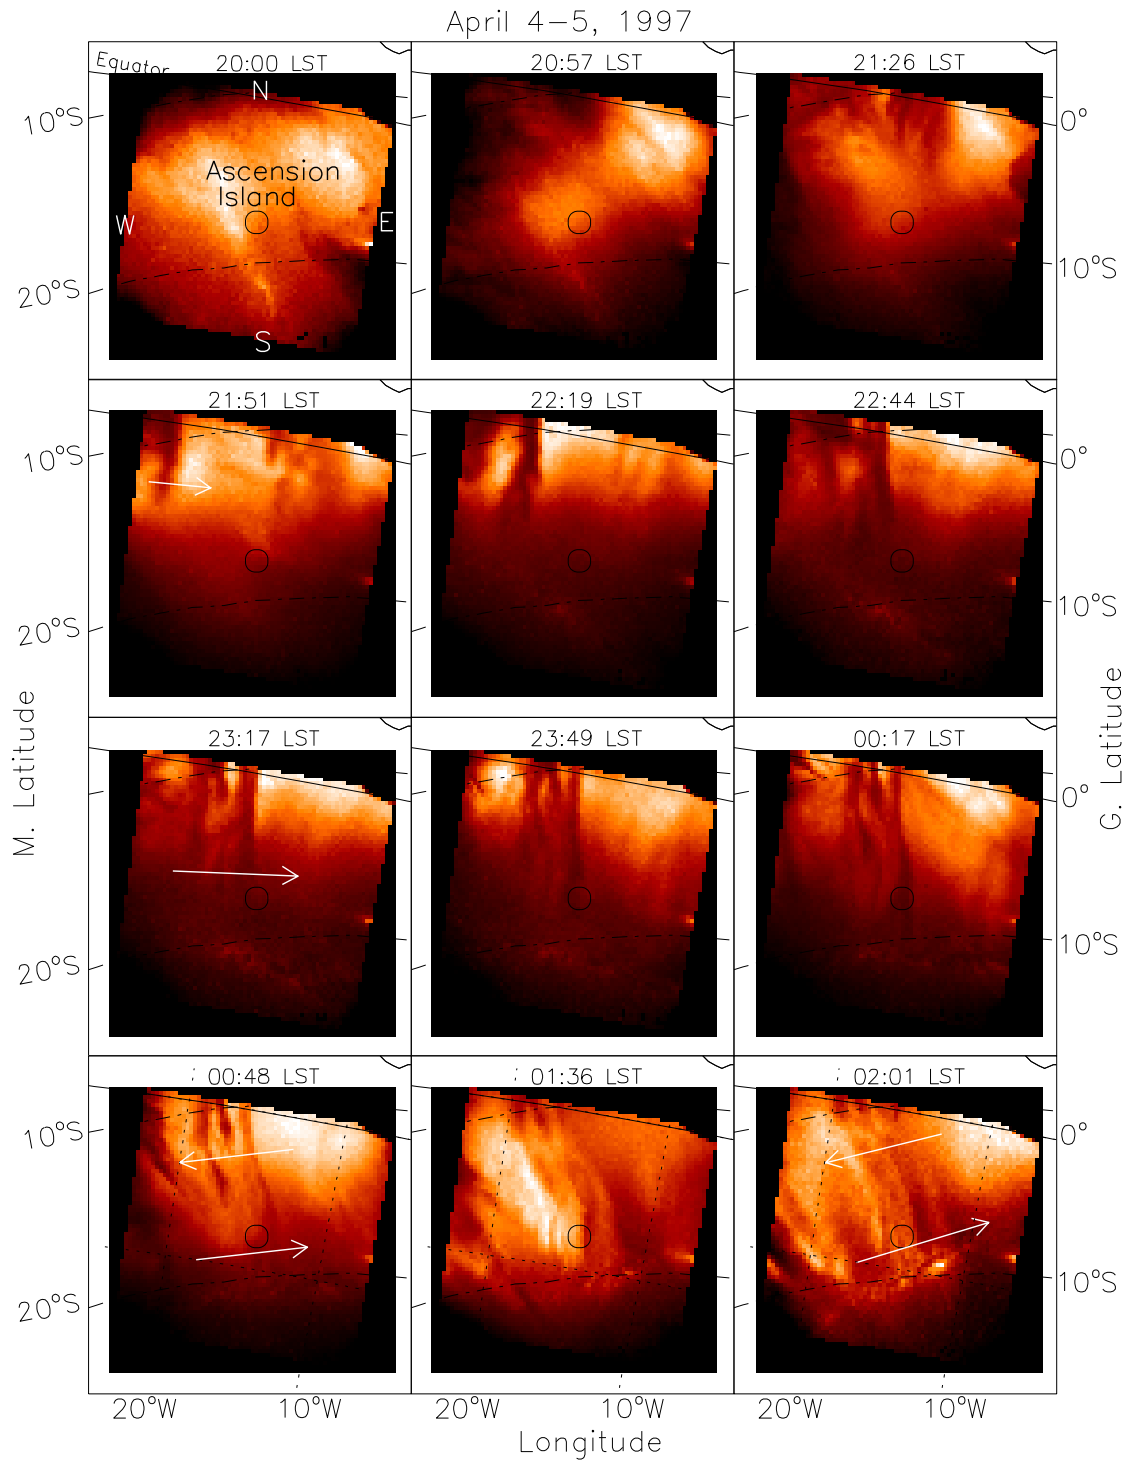 April 4-5, 1997
Equator
20:00 LST
20:57 LST
21:26 LST
N
10°S
0°
Ascension
Island
W
E
20°S
10°S
S
21:51 LST
22:19 LST
22:44 LST
10°S
0°
20°S
10°S
M. Latitude
G. Latitude
23:17 LST
23:49 LST
00:17 LST
0°
20°S
10°S
00:48 LST
01:36 LST
02:01 LST
10°S
0°
20°S
10°S
20°W
10°W
20°W
10°W
20°W
10°W
Longitude